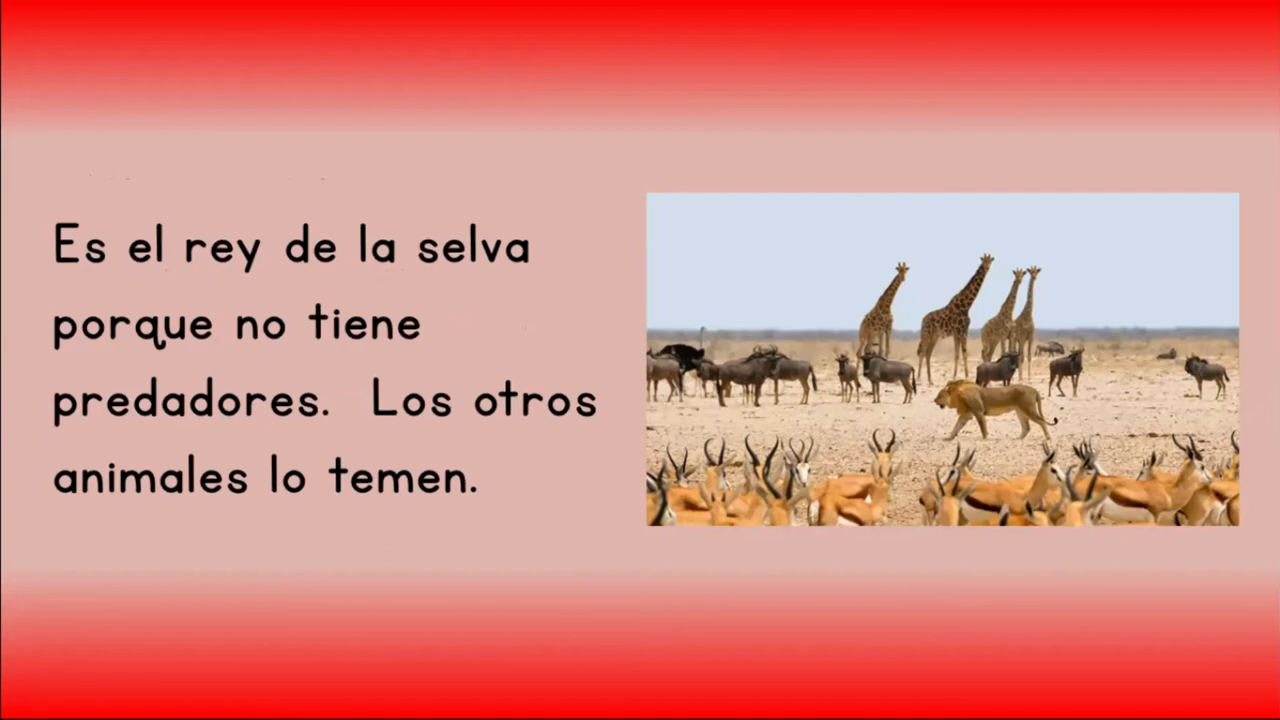 Es el rey de la selva
porque no tiene
predadores. Los otros
animales lo temen.